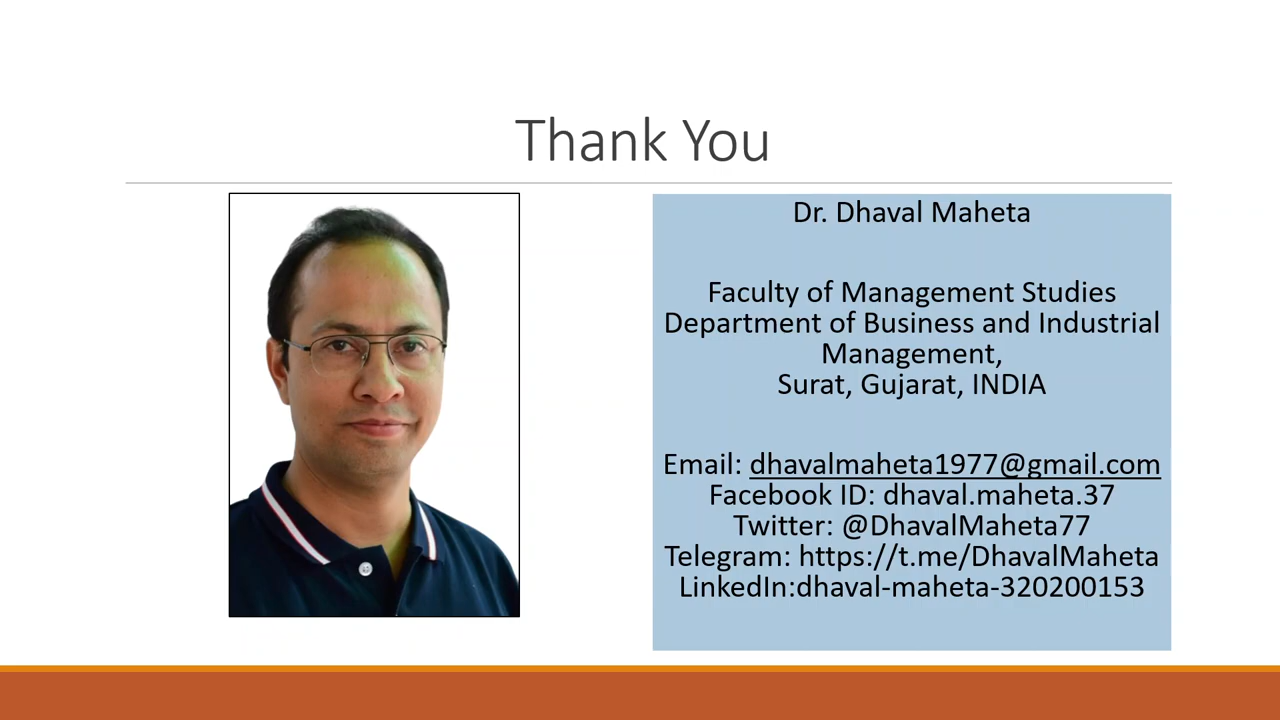 Thank You
Dr. Dhaval Maheta
Faculty of Management Studies
Department of Business and Industrial
Management,
Surat, Gujarat, INDIA
Email: dhavalmaheta1977@gmail.com
Facebook ID: dhaval.maheta.37
Twitter: @DhavalMaheta77
Telegram: https://t.me/DhavalMaheta
LinkedIn:dhaval-maheta-320200153